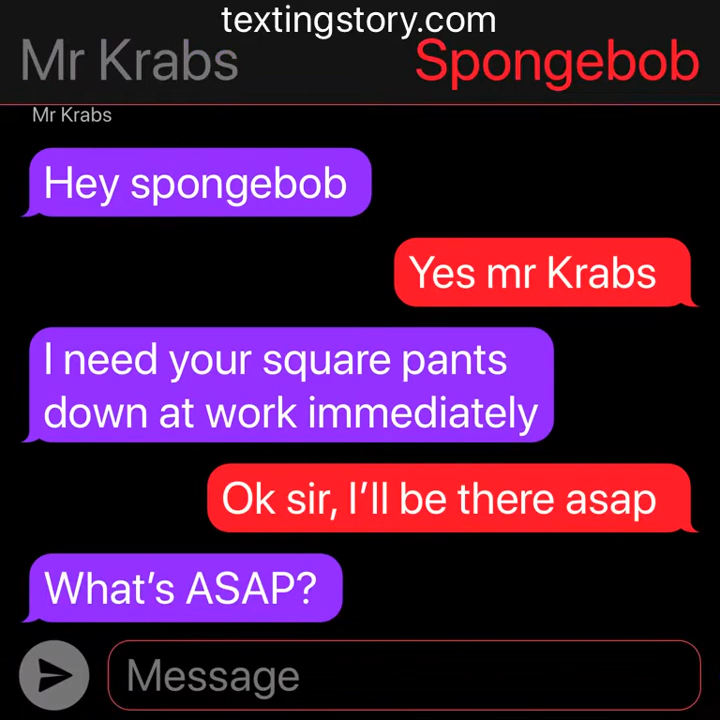 textingstory.com
Mr Krabs
Spongebob
Mr Krabs
Hey spongebob
Yes mr Krabs
I need your square pants
down at work immediately
Ok sir, I’ll be there asap
What’s ASAP?
Message